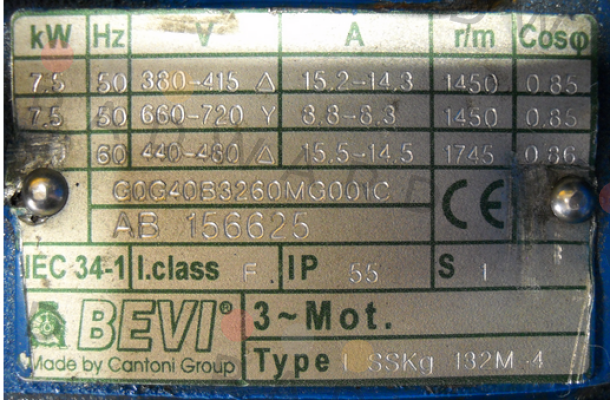 kW Hz V A r/m Cosφ
7.5 50 380-415 Δ 15.2-14.3 1450 0.85
7.5 50 660-720 Y 8.8-8.3 1450 0.85
60 440-480 Δ 15.5-14.5 1745 0.86
G0G40B3260MG001C
AB 156625 CE
IEC 34-1 I.class F IP 55 S 1
BEVI® 3~Mot.
Made by Cantoni Group Type SSKg 132M-4